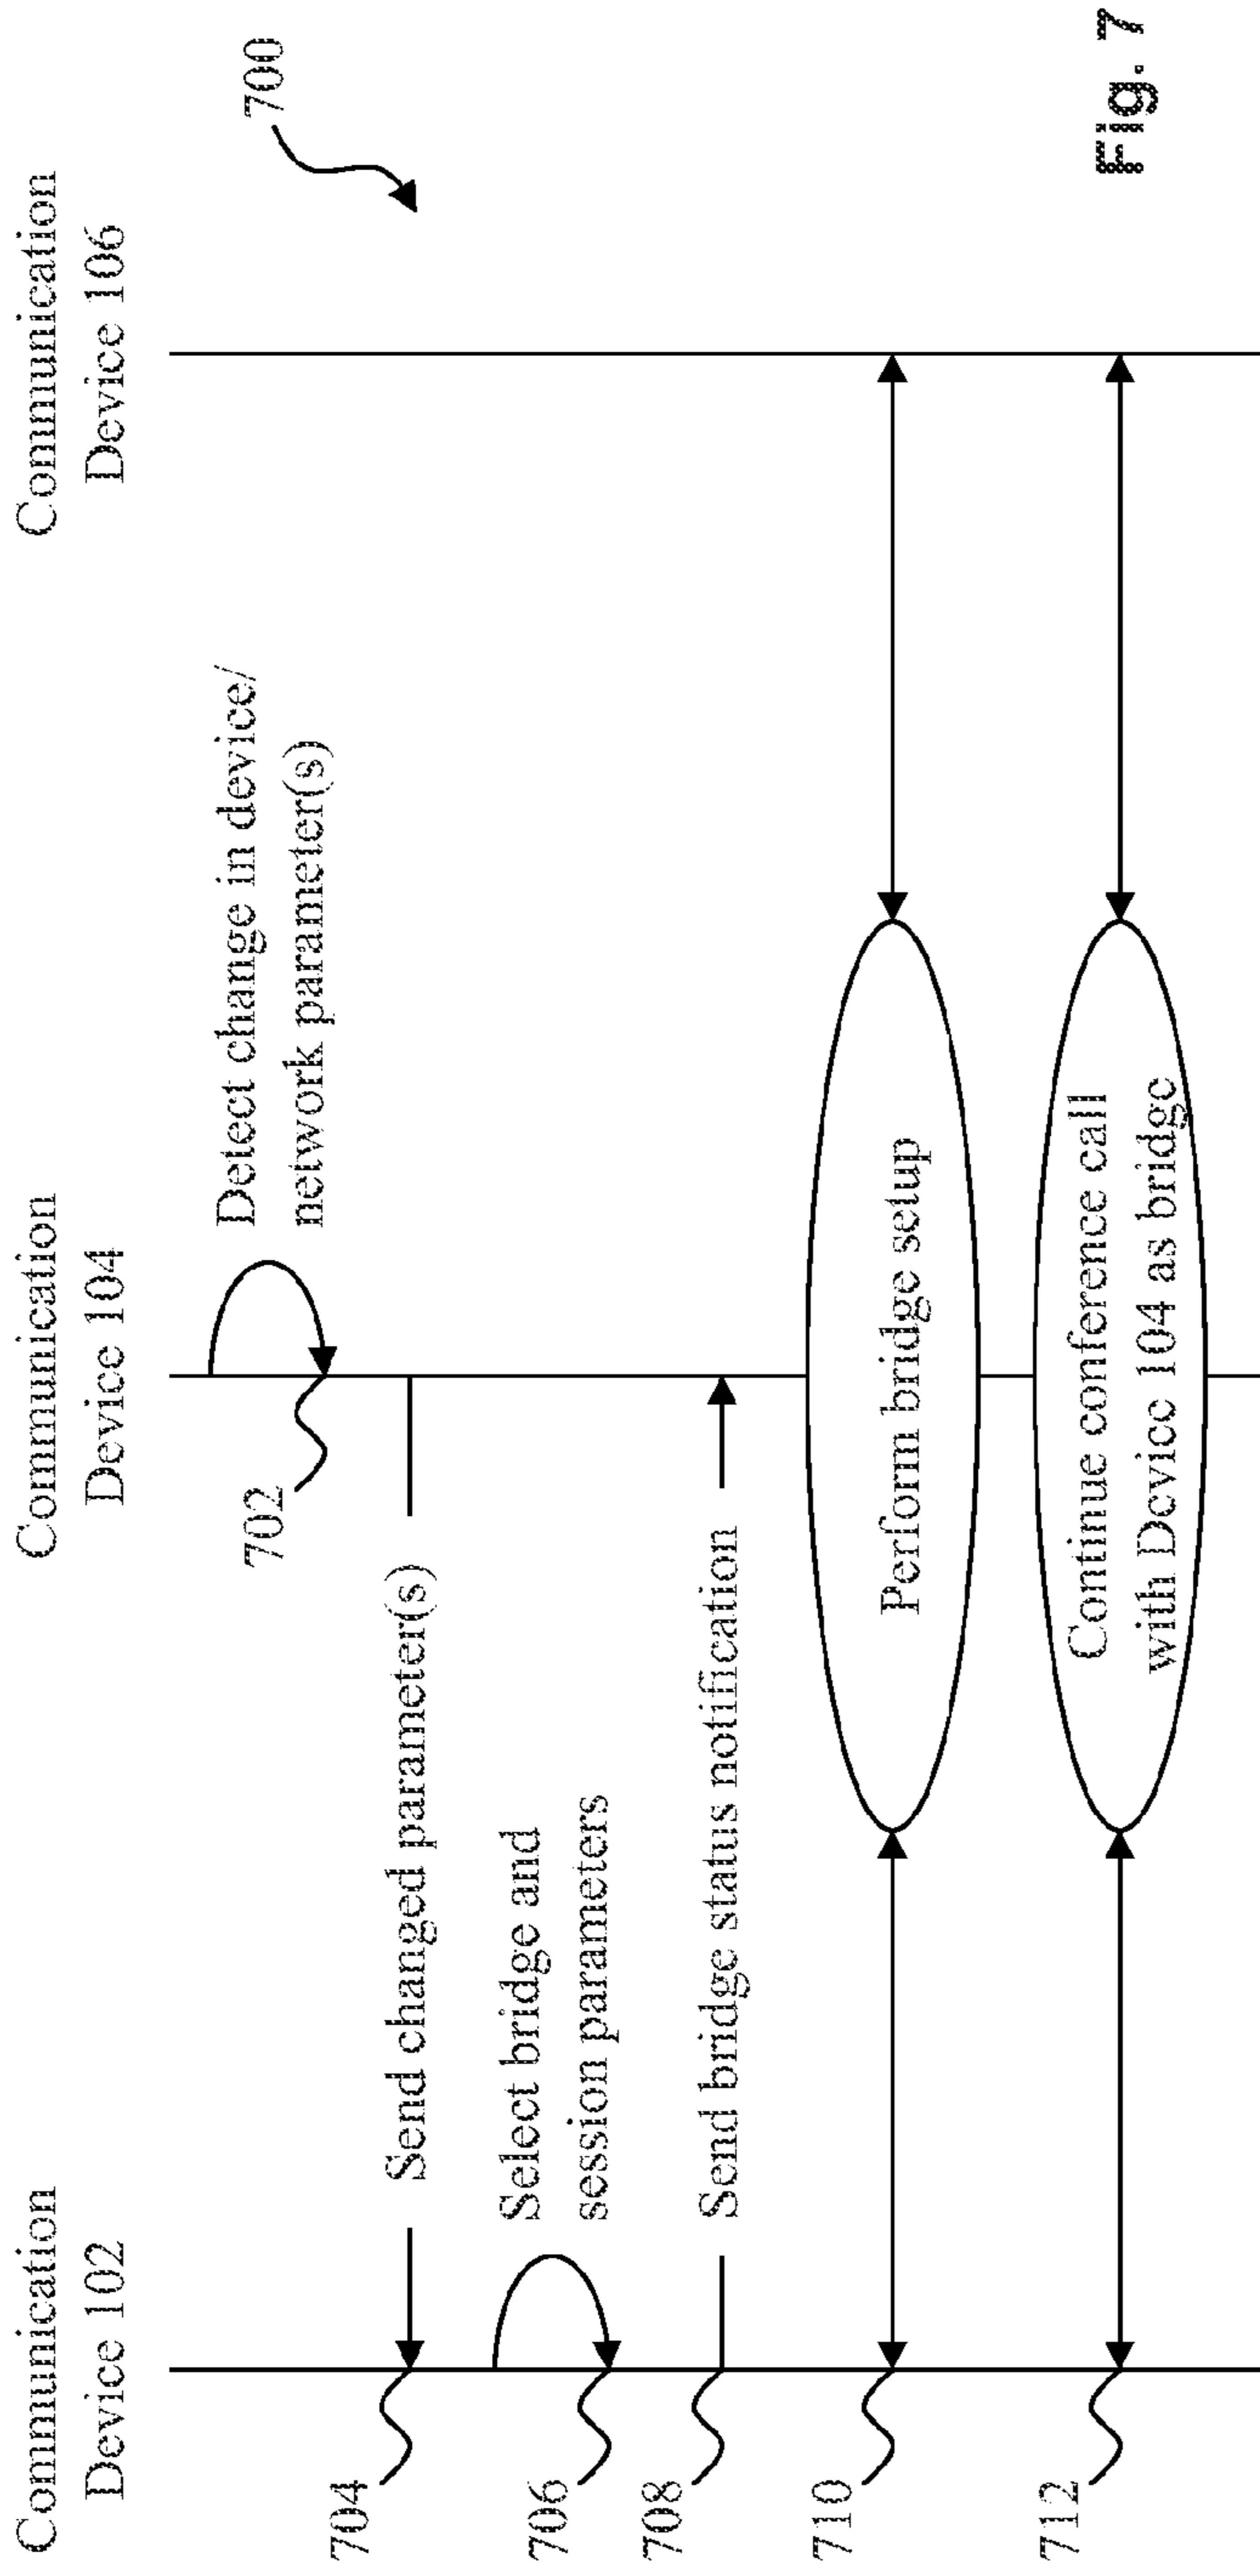 Communication
Device 102
Communication
Device 104
Communication
Device 106
700
Detect change in device/
network parameter(s)
702
704
Send changed parameter(s)
706
Select bridge and
session parameters
708
Send bridge status notification
710
Perform bridge setup
712
Continue conference call
with Device 104 as bridge
Fig. 7